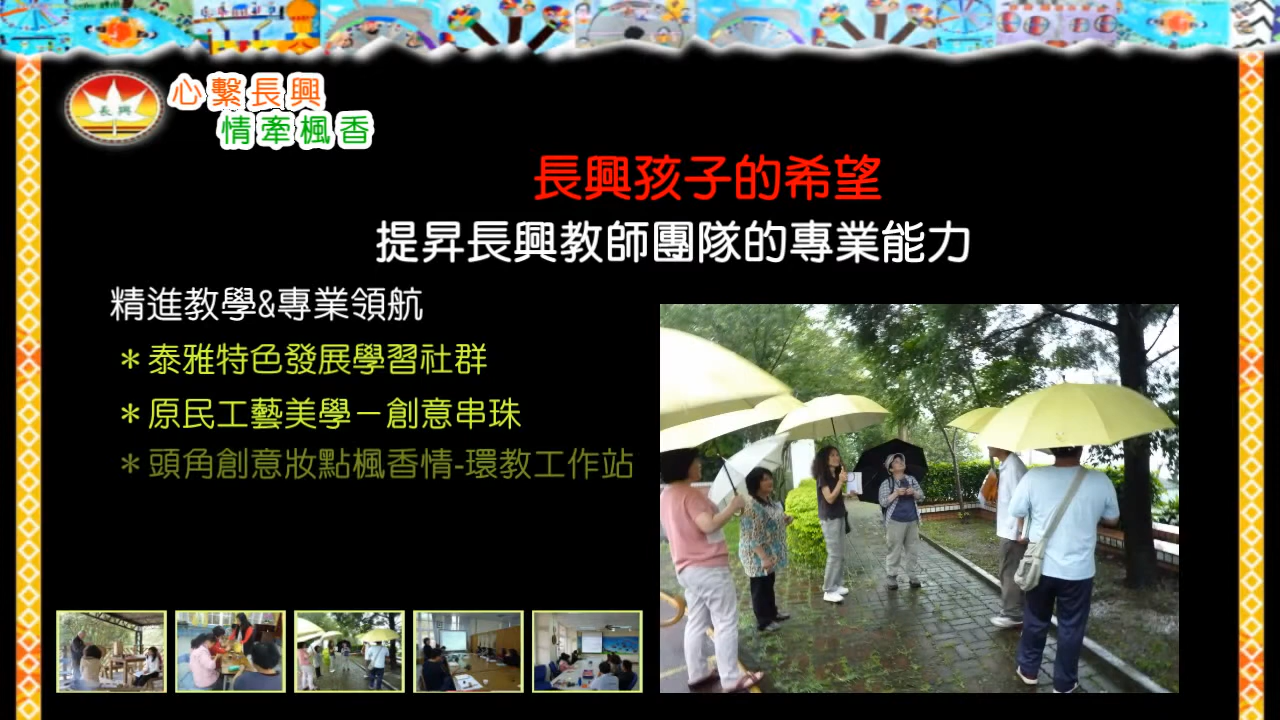 長興
心繫長興
情牽楓香
長興孩子的希望
提昇長興教師團隊的專業能力
精進教學&專業領航
＊泰雅特色發展學習社群
＊原民工藝美學－創意串珠
＊頭角創意妝點楓香情-環教工作站